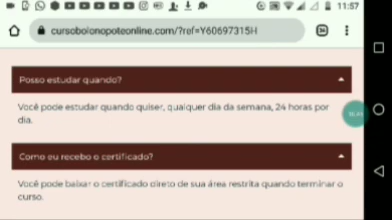 11:57
cursobolonopoteonline.com/?ref=Y60697315H
Posso estudar quando?
Você pode estudar quando quiser, qualquer dia da semana, 24 horas por
dia.
Como eu recebo o certificado?
Você pode baixar o certificado direto de sua área restrita quando terminar o
curso.